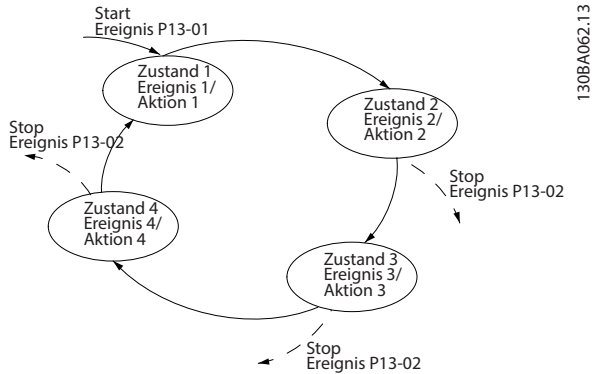 Start
Ereignis P13-01
130BA062.13
Zustand 1
Ereignis 1/
Aktion 1
Zustand 2
Ereignis 2/
Aktion 2
Stop
Ereignis P13-02
Stop
Ereignis P13-02
Zustand 4
Ereignis 4/
Aktion 4
Zustand 3
Ereignis 3/
Aktion 3
Stop
Ereignis P13-02